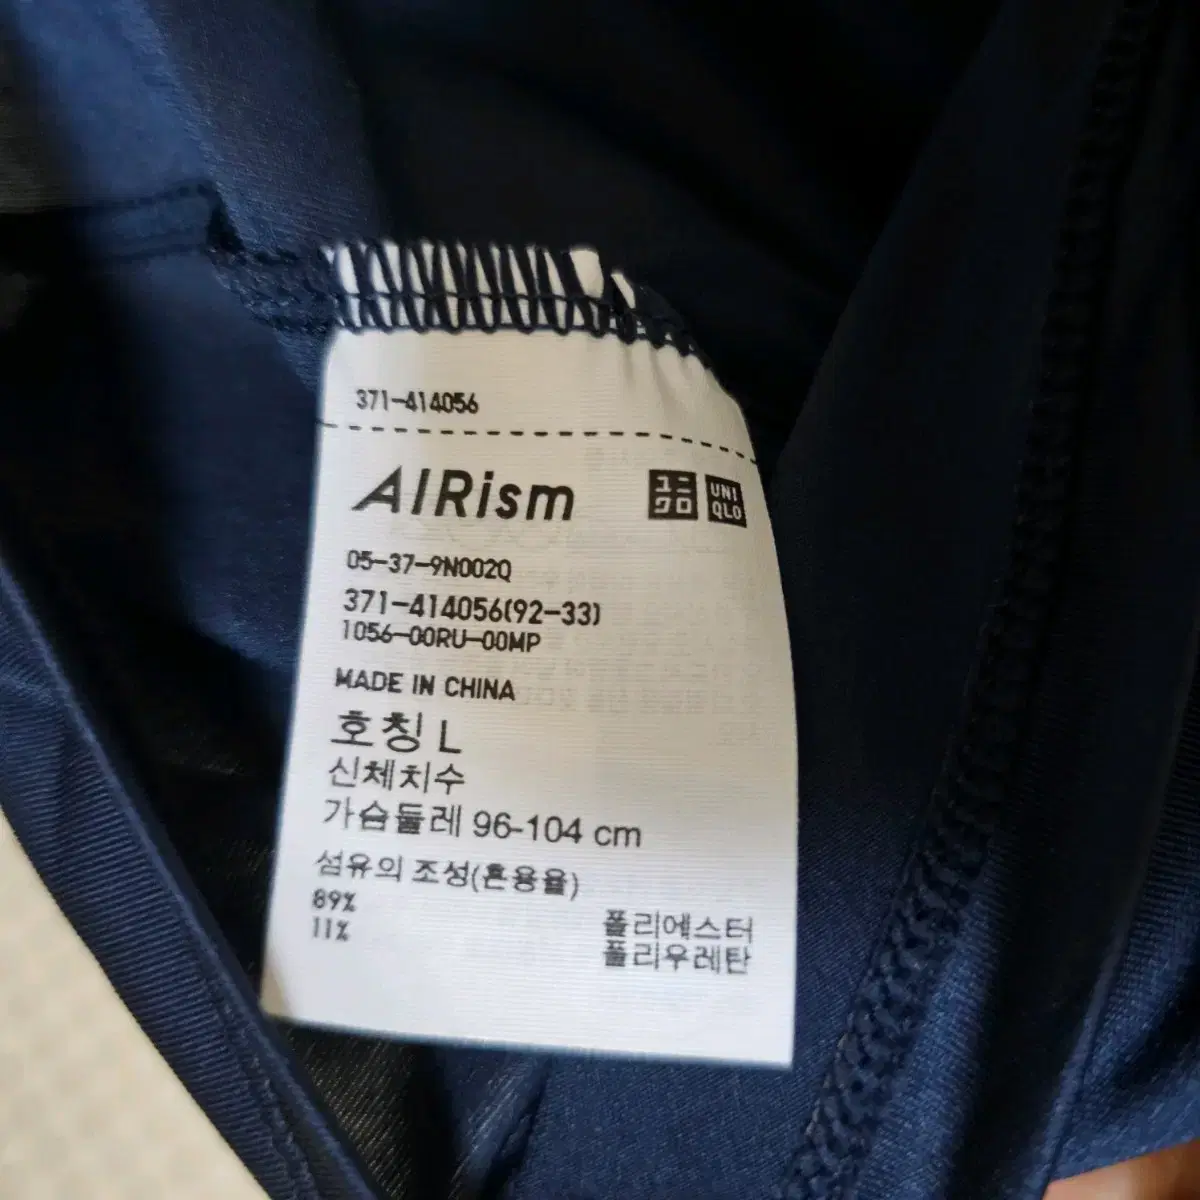 371-414056
AIRism ユニクロ UNIQLO
05-37-9N002Q
371-414056(92-33)
1056-00RU-00MP
MADE IN CHINA
호칭 L
신체치수
가슴둘레 96-104 cm
섬유의 조성(혼용율)
89% 폴리에스터
11% 폴리우레탄